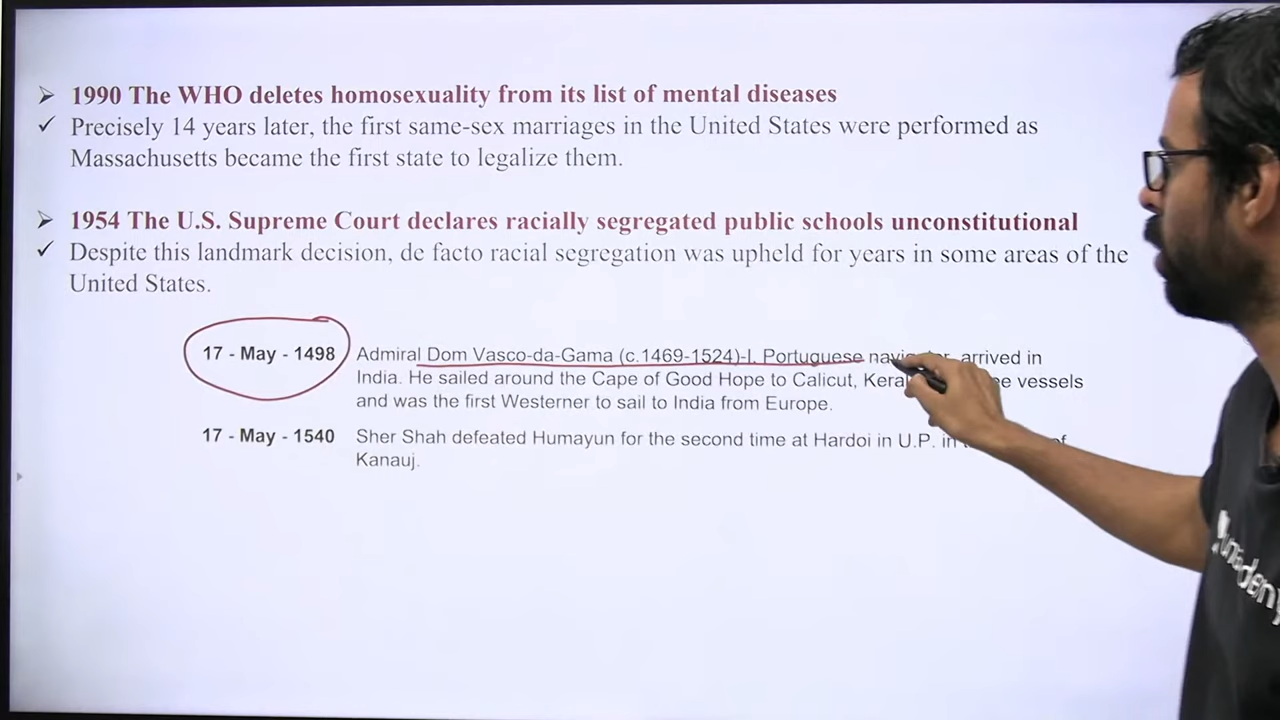 ➢ 1990 The WHO deletes homosexuality from its list of mental diseases
✓ Precisely 14 years later, the first same-sex marriages in the United States were performed as
Massachusetts became the first state to legalize them.
➢ 1954 The U.S. Supreme Court declares racially segregated public schools unconstitutional
✓ Despite this landmark decision, de facto racial segregation was upheld for years in some areas of the
United States.
17 - May - 1498 Admiral Dom Vasco-da-Gama (c.1469-1524)-I. Portuguese arrived in
India. He sailed around the Cape of Good Hope to Calicut, vessels
and was the first Westerner to sail to India from Europe.
17 - May - 1540 Sher Shah defeated Humayun for the second time at Hardoi in U.P. in of
Kanauj.
unacademy